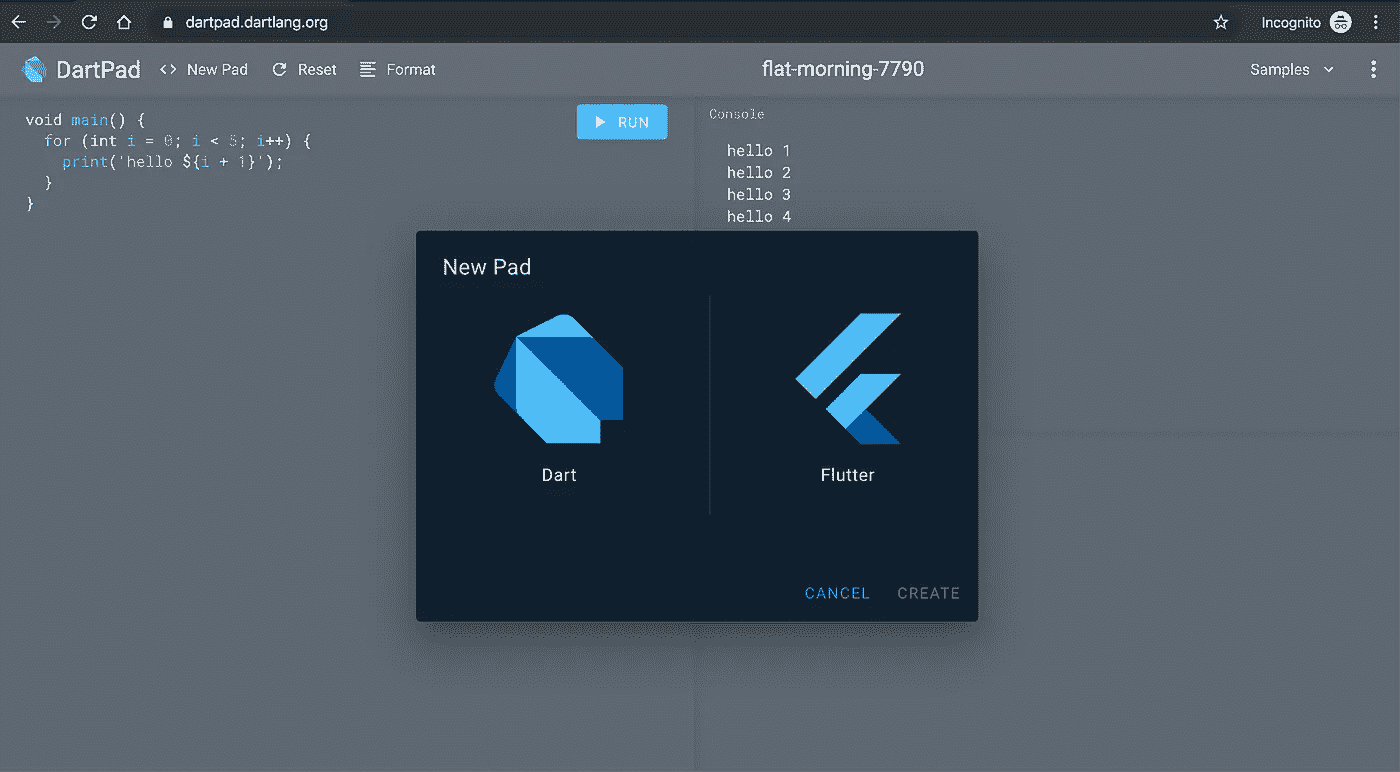 dartpad.dartlang.org
Incognito
DartPad
<> New Pad
Reset
Format
flat-morning-7790
Samples
void main() {
  for (int i = 0; i < 5; i++) {
    print('hello ${i + 1}');
  }
}
RUN
Console
hello 1
hello 2
hello 3
hello 4
New Pad
Dart
Flutter
CANCEL
CREATE